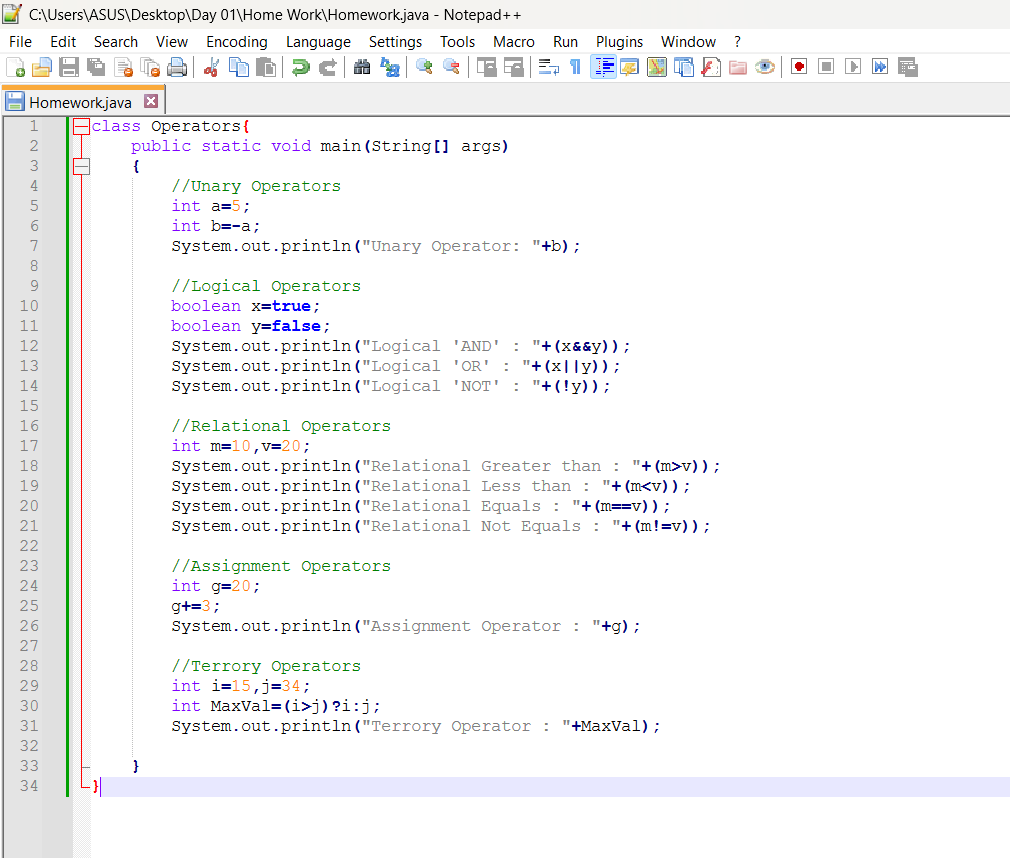 C:\Users\ASUS\Desktop\Day 01\Home Work\Homework.java - Notepad++
File Edit Search View Encoding Language Settings Tools Macro Run Plugins Window ?
Homework.java
1 class Operators{
2     public static void main(String[] args)
3     {
4         //Unary Operators
5         int a=5;
6         int b=-a;
7         System.out.println("Unary Operator: "+b);
8
9         //Logical Operators
10         boolean x=true;
11         boolean y=false;
12         System.out.println("Logical 'AND' : "+(x&&y));
13         System.out.println("Logical 'OR' : "+(x||y));
14         System.out.println("Logical 'NOT' : "+(!y));
15
16         //Relational Operators
17         int m=10,v=20;
18         System.out.println("Relational Greater than : "+(m>v));
19         System.out.println("Relational Less than : "+(m<v));
20         System.out.println("Relational Equals : "+(m==v));
21         System.out.println("Relational Not Equals : "+(m!=v));
22
23         //Assignment Operators
24         int g=20;
25         g+=3;
26         System.out.println("Assignment Operator : "+g);
27
28         //Terrory Operators
29         int i=15,j=34;
30         int MaxVal=(i>j)?i:j;
31         System.out.println("Terrory Operator : "+MaxVal);
32
33     }
34 }